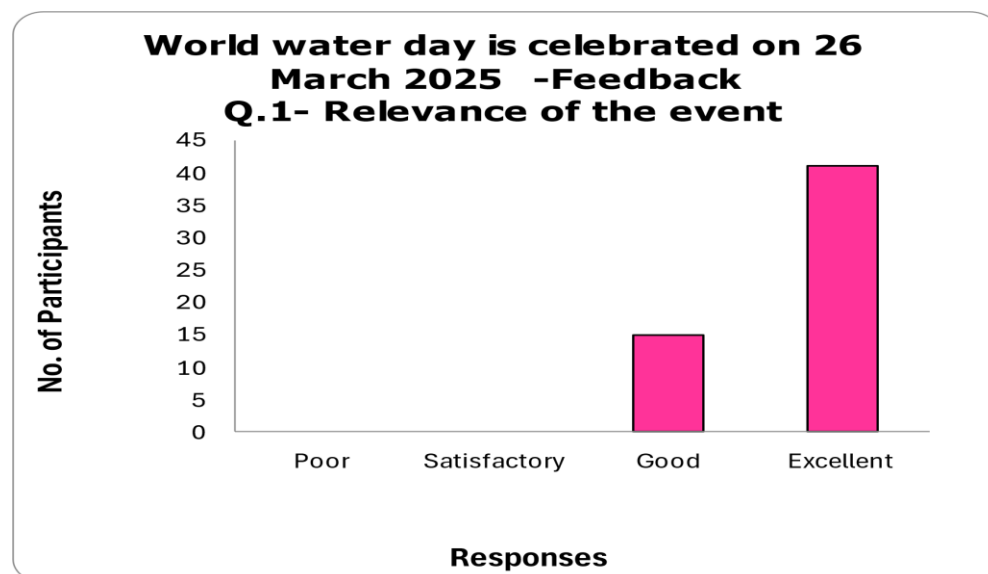 World water day is celebrated on 26
March 2025 -Feedback
Q.1- Relevance of the event
No. of Participants
45
40
35
30
25
20
15
10
5
0
Poor Satisfactory Good Excellent
Responses